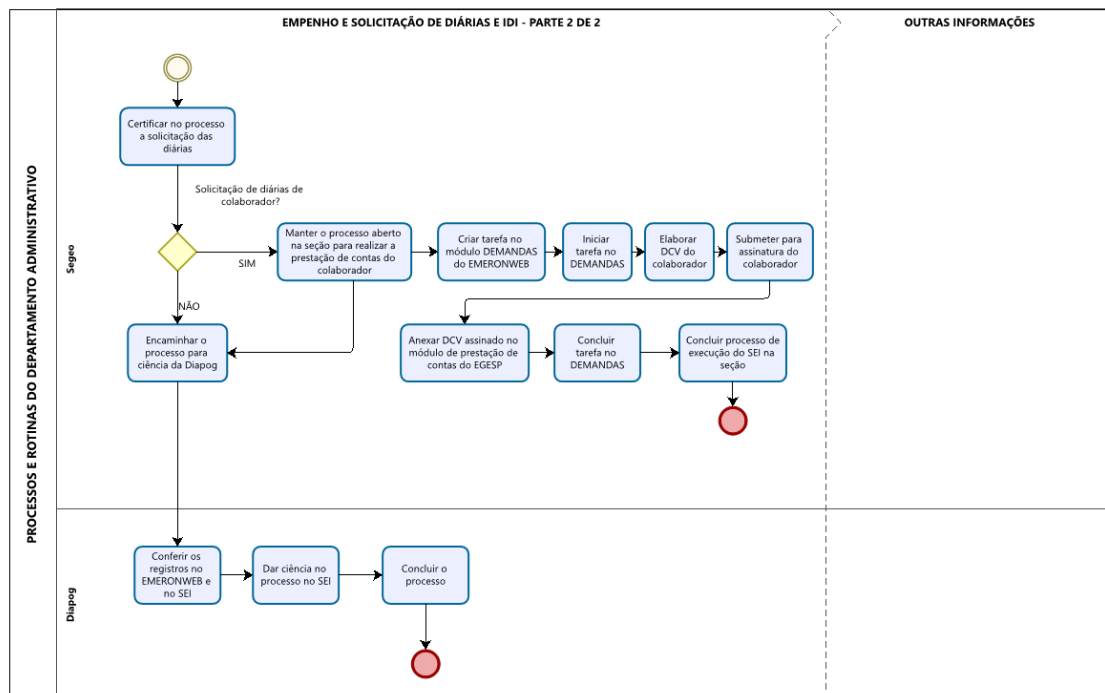 EMPENHO E SOLICITAÇÃO DE DIÁRIAS E IDI - PARTE 2 DE 2
OUTRAS INFORMAÇÕES
PROCESSOS E ROTINAS DO DEPARTAMENTO ADMINISTRATIVO
Segeo
Certificar no processo
a solicitação das
diárias
Solicitação de diárias de
colaborador?
SIM
NÃO
Manter o processo aberto
na seção para realizar a
prestação de contas do
colaborador
Criar tarefa no
módulo DEMANDAS
do EMERONWEB
Iniciar
tarefa no
DEMANDAS
Elaborar
DCV do
colaborador
Submeter para
assinatura do
colaborador
Encaminhar o
processo para
ciência da Diapog
Anexar DCV assinado no
módulo de prestação de
contas do EGESP
Concluir
tarefa no
DEMANDAS
Concluir processo de
execução do SEI na
seção
Diapog
Conferir os
registros no
EMERONWEB e
no SEI
Dar ciência no
processo no SEI
Concluir o
processo